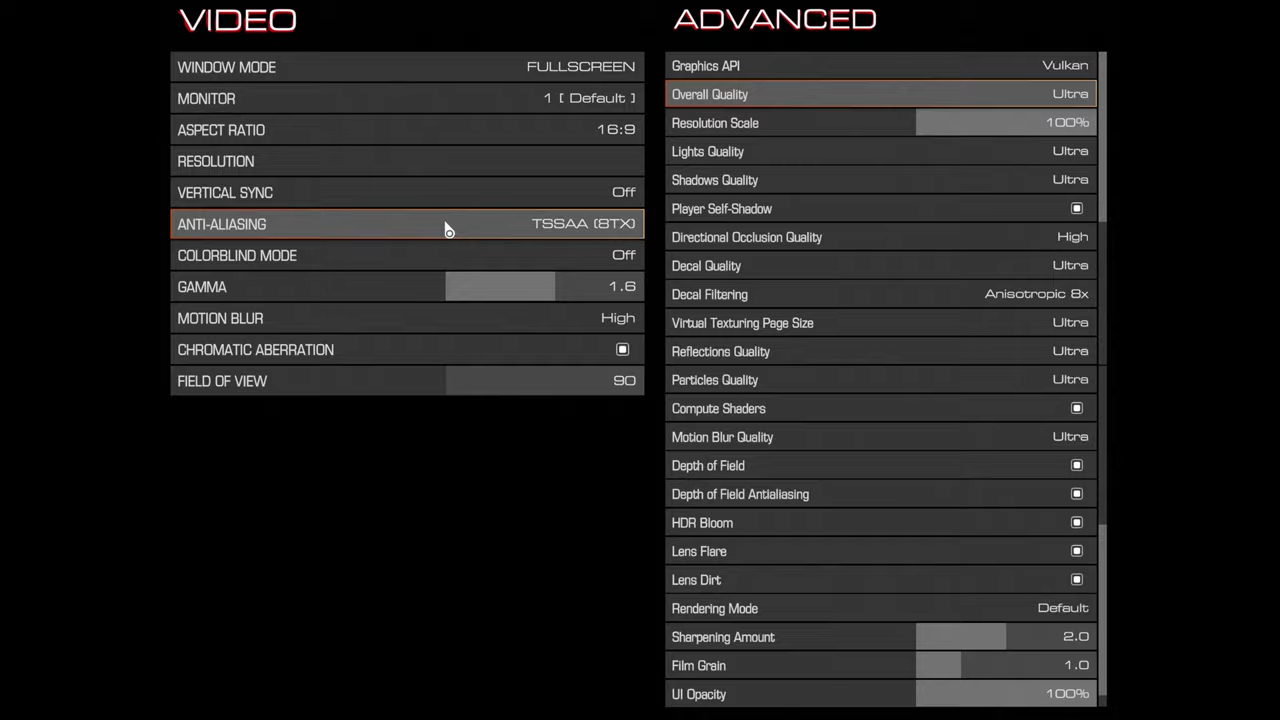 VIDEO
WINDOW MODE FULLSCREEN
MONITOR 1 [ Default ]
ASPECT RATIO 16:9
RESOLUTION
VERTICAL SYNC Off
ANTI-ALIASING TSSAA (8TX)
COLORBLIND MODE Off
GAMMA 1.6
MOTION BLUR High
CHROMATIC ABERRATION
FIELD OF VIEW 90
ADVANCED
Graphics API Vulkan
Overall Quality Ultra
Resolution Scale 100%
Lights Quality Ultra
Shadows Quality Ultra
Player Self-Shadow
Directional Occlusion Quality High
Decal Quality Ultra
Decal Filtering Anisotropic 8x
Virtual Texturing Page Size Ultra
Reflections Quality Ultra
Particles Quality Ultra
Compute Shaders
Motion Blur Quality Ultra
Depth of Field
Depth of Field Antialiasing
HDR Bloom
Lens Flare
Lens Dirt
Rendering Mode Default
Sharpening Amount 2.0
Film Grain 1.0
UI Opacity 100%